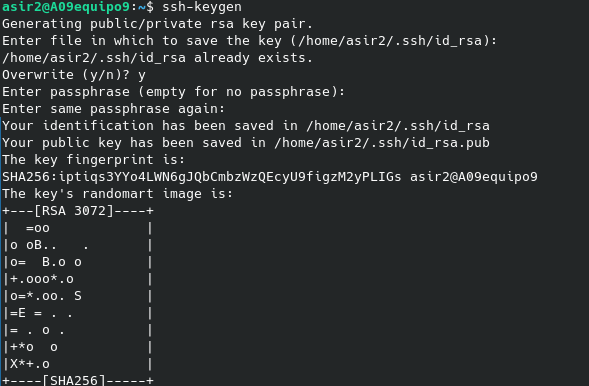 asir2@A09equipo9:~$ ssh-keygen
Generating public/private rsa key pair.
Enter file in which to save the key (/home/asir2/.ssh/id_rsa):
/home/asir2/.ssh/id_rsa already exists.
Overwrite (y/n)? y
Enter passphrase (empty for no passphrase):
Enter same passphrase again:
Your identification has been saved in /home/asir2/.ssh/id_rsa
Your public key has been saved in /home/asir2/.ssh/id_rsa.pub
The key fingerprint is:
SHA256:iptiqs3YYo4LWN6gJQbCmbzWzQEcyU9figzM2yPLIGs asir2@A09equipo9
The key's randomart image is:
+---[RSA 3072]----+
|  =oo            |
|o oB..   .       |
|o=  B.o o        |
|+.ooo*.o         |
|o=*.oo. S        |
|=E = . .         |
|= . o .          |
|+*o  o           |
|X*+.o            |
+----[SHA256]-----+